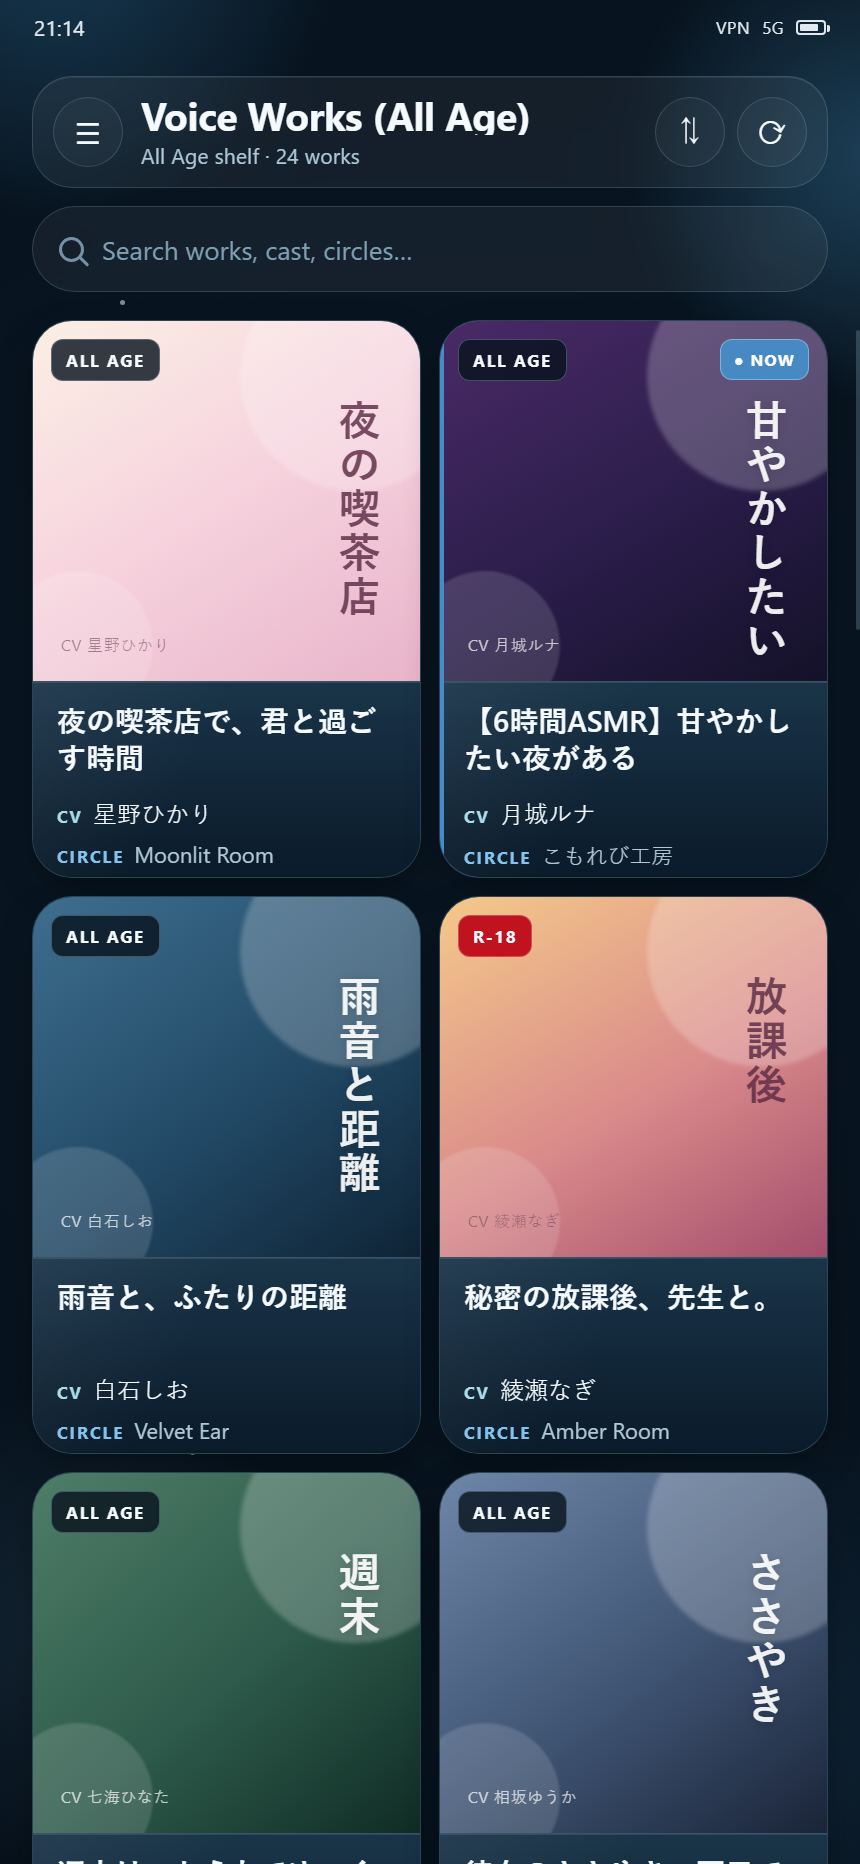 21:14
VPN 5G
Voice Works (All Age)
All Age shelf · 24 works
Search works, cast, circles...
ALL AGE
夜の喫茶店
CV 星野ひかり
夜の喫茶店で、君と過ご
す時間
CV 星野ひかり
CIRCLE Moonlit Room
ALL AGE
• NOW
甘やかしたい
CV 月城ルナ
【6時間ASMR】甘やかし
たい夜がある
CV 月城ルナ
CIRCLE こもれび工房
ALL AGE
雨音と距離
CV 白石しお
雨音と、ふたりの距離
CV 白石しお
CIRCLE Velvet Ear
R-18
放課後
CV 綾瀬なぎ
秘密の放課後、先生と。
CV 綾瀬なぎ
CIRCLE Amber Room
ALL AGE
週末
CV 七海ひなた
ALL AGE
ささやき
CV 相坂ゆうか